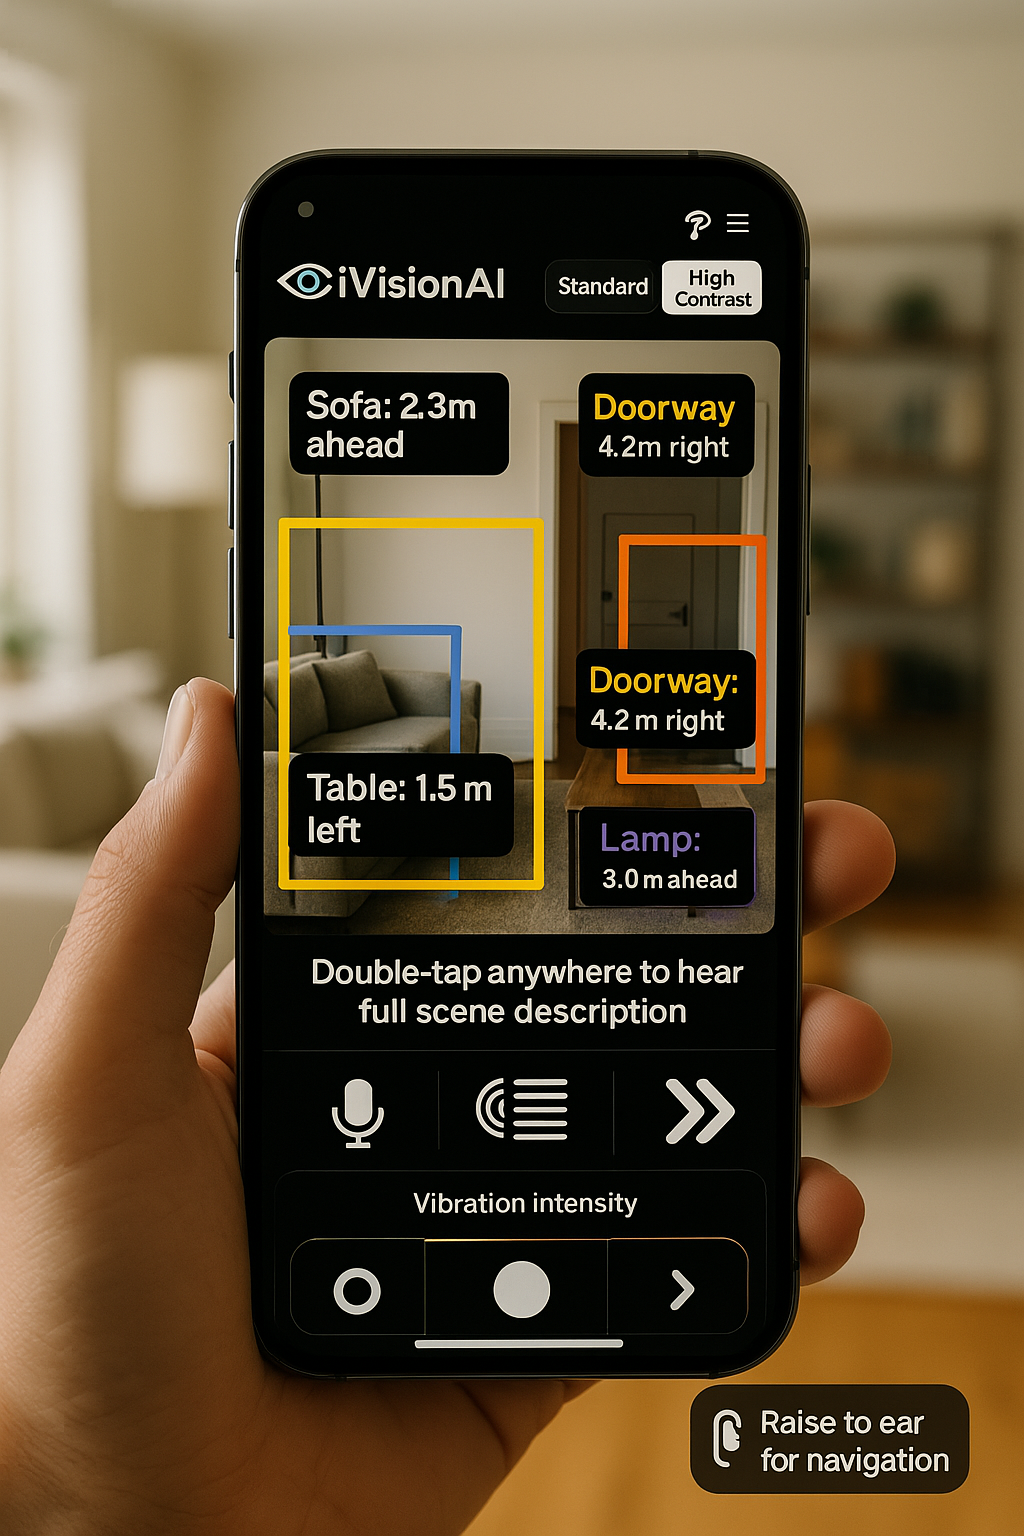 iVisionAI
Standard
High
Contrast
Sofa: 2.3m
ahead
Doorway
4.2m right
Doorway:
4.2 m right
Table: 1.5 m
left
Lamp:
3.0 m ahead
Double-tap anywhere to hear
full scene description
Vibration intensity
Raise to ear
for navigation